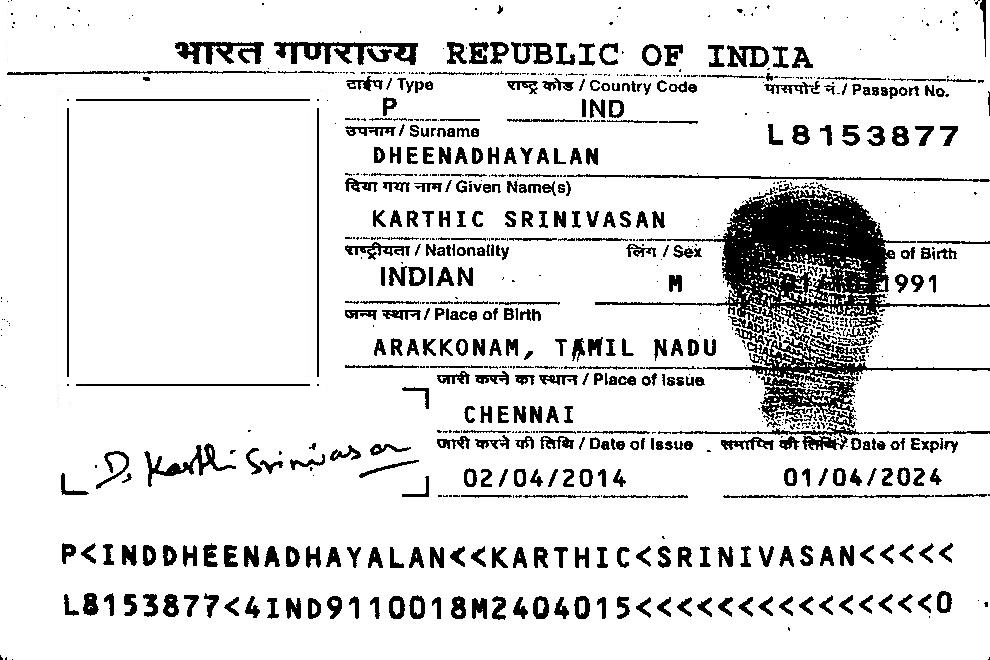 भारत गणराज्य REPUBLIC OF INDIA
टाईप / Type राष्ट्र कोड / Country Code पासपोर्ट नं. / Passport No.
P IND L8153877
उपनाम / Surname
DHEENADHAYALAN
दिया गया नाम / Given Name(s)
KARTHIC SRINIVASAN
राष्ट्रीयता / Nationality लिंग / Sex e of Birth
INDIAN M 1991
जन्म स्थान / Place of Birth
ARAKKONAM, TAMIL NADU
जारी करने का स्थान / Place of Issue
CHENNAI
जारी करने की तिथि / Date of Issue समाप्ति की तिथि / Date of Expiry
02/04/2014 01/04/2024
D. Karthi Srinivasan
P<INDDHEENADHAYALAN<<KARTHIC<SRINIVASAN<<<<<
L8153877<4IND9110018M2404015<<<<<<<<<<<<<<<0